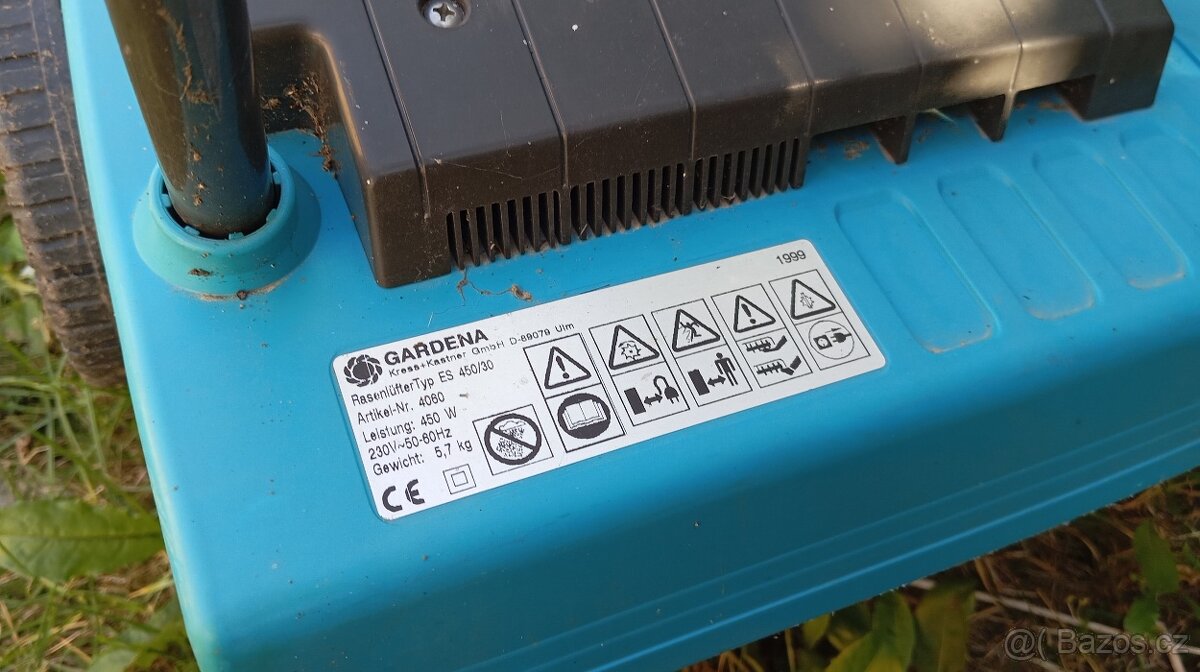 1999
GARDENA
Kress+Kastner GmbH D-89079 Ulm
RasenlüfterTyp ES 450/30
Artikel-Nr. 4060
Leistung: 450 W
230V~50-60Hz
Gewicht: 5,7 kg
CE
@( Bazos.cz